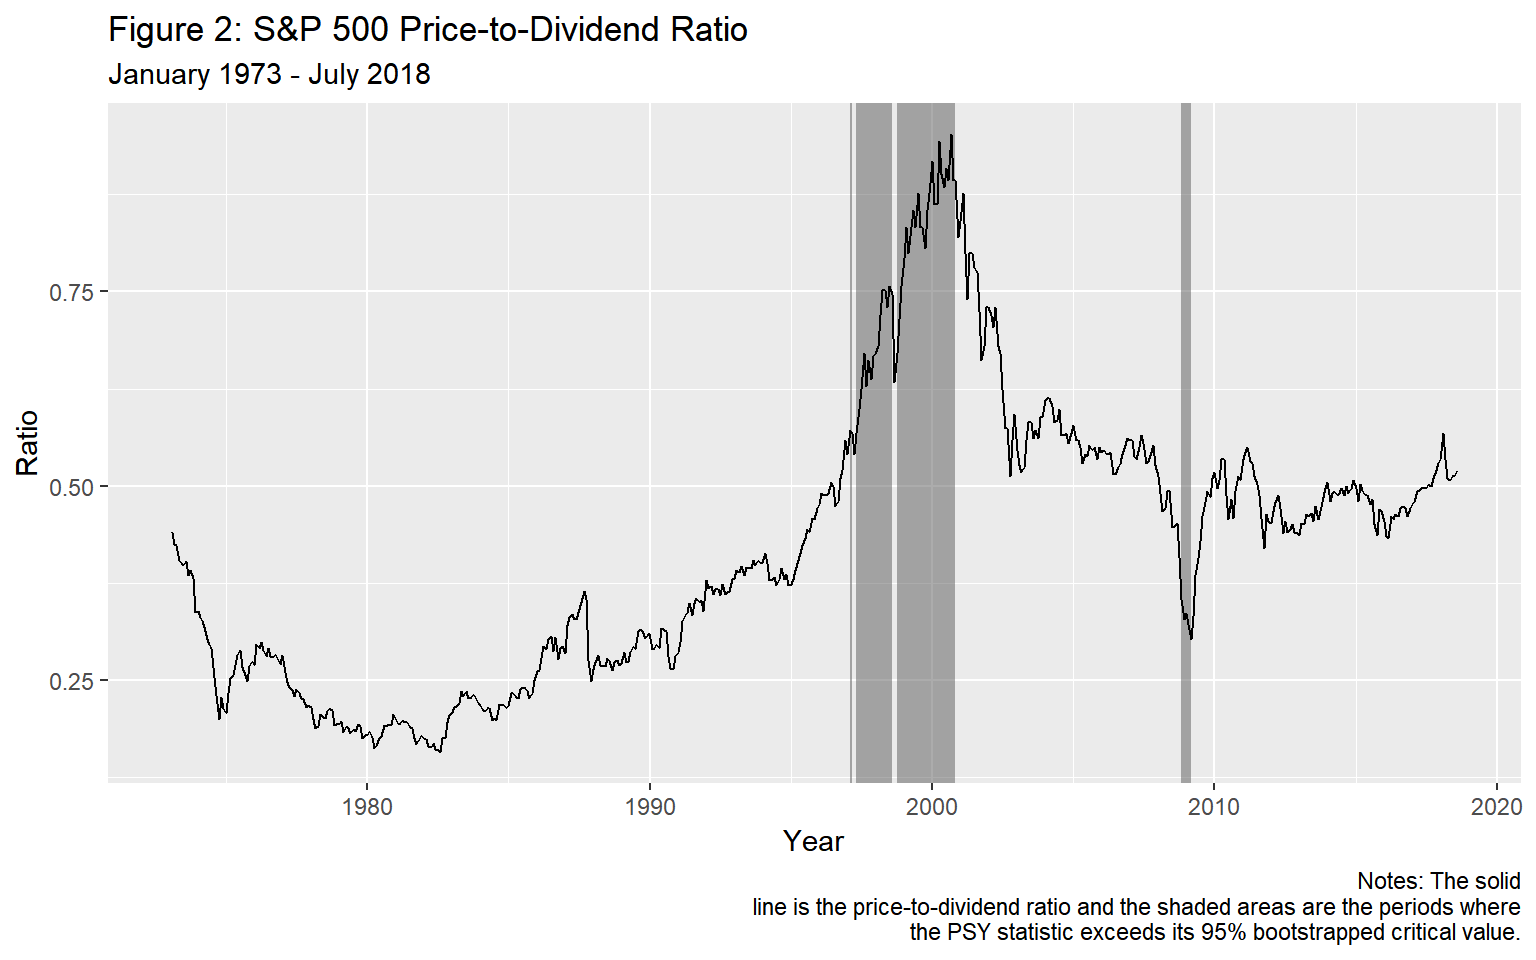 Figure 2: S&P 500 Price-to-Dividend Ratio
January 1973 - July 2018
Ratio
0.75
0.50
0.25
1980
1990
2000
2010
2020
Year
Notes: The solid
line is the price-to-dividend ratio and the shaded areas are the periods where
the PSY statistic exceeds its 95% bootstrapped critical value.